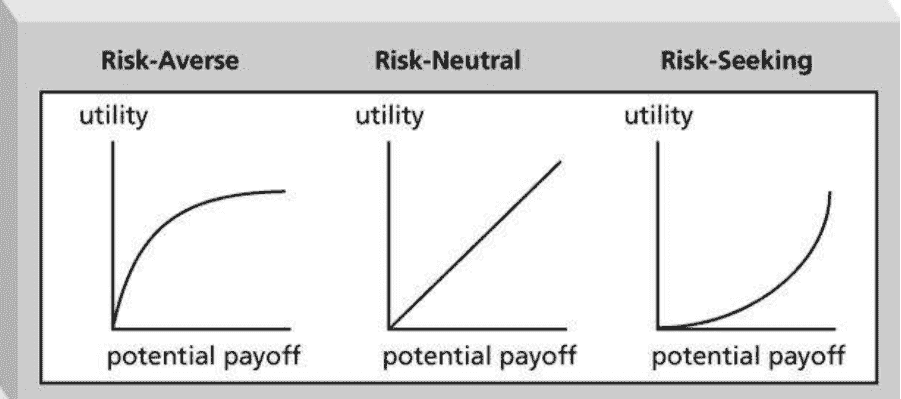 Risk-Averse
Risk-Neutral
Risk-Seeking
utility
utility
utility
potential payoff
potential payoff
potential payoff